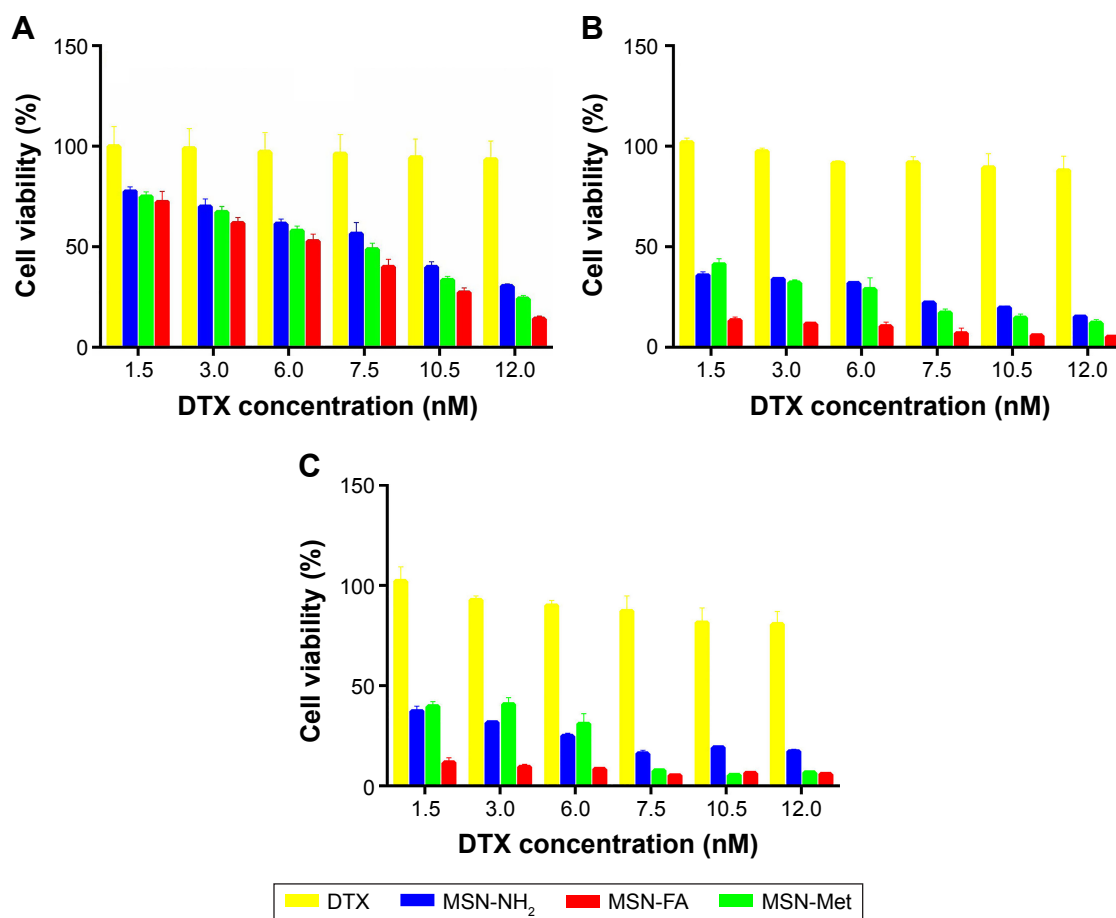 A
150
100
50
0
Cell viability (%)
1.5 3.0 6.0 7.5 10.5 12.0
DTX concentration (nM)
B
150
100
50
0
Cell viability (%)
1.5 3.0 6.0 7.5 10.5 12.0
DTX concentration (nM)
C
150
100
50
0
Cell viability (%)
1.5 3.0 6.0 7.5 10.5 12.0
DTX concentration (nM)
DTX MSN-NH₂ MSN-FA MSN-Met